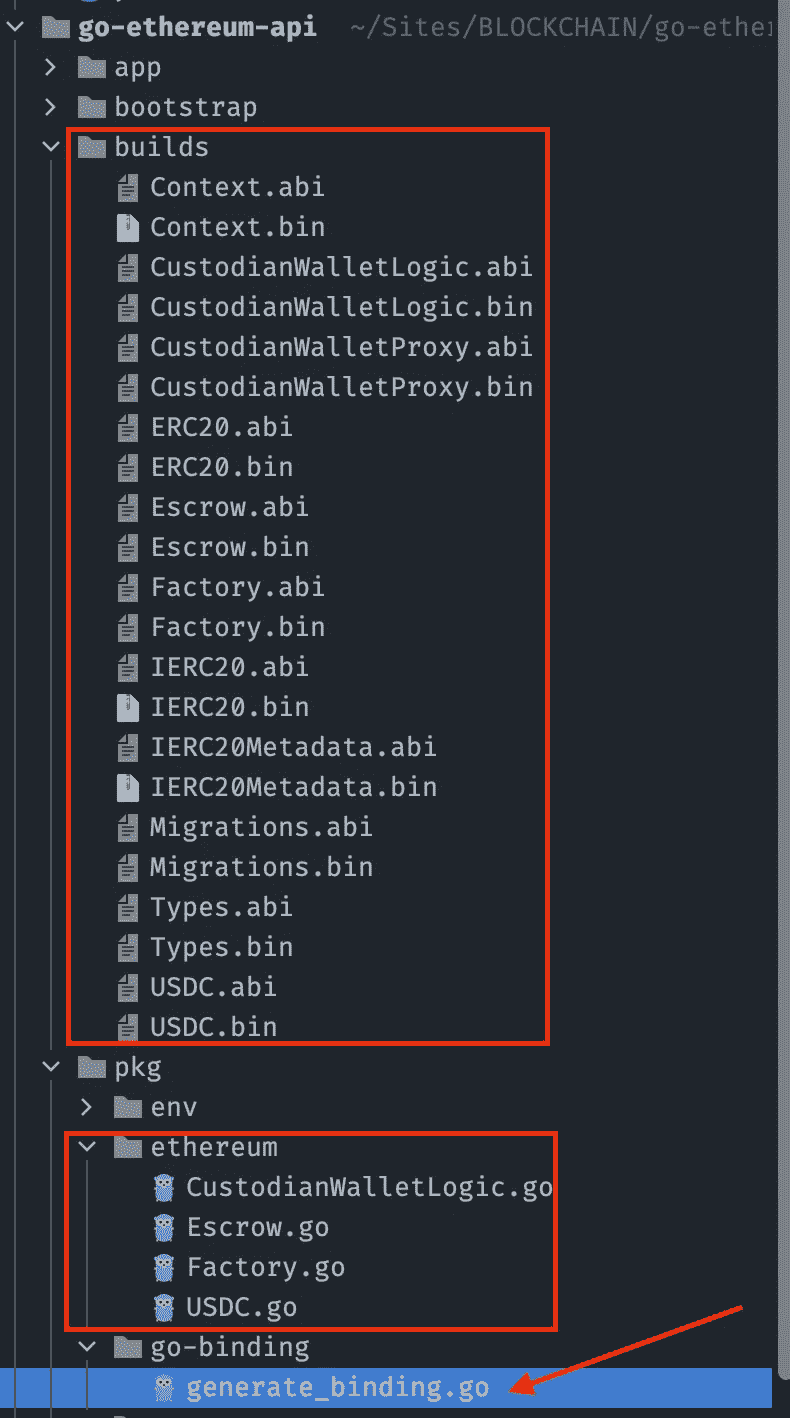 go-ethereum-api ~/Sites/BLOCKCHAIN/go-ether
app
bootstrap
builds
Context.abi
Context.bin
CustodianWalletLogic.abi
CustodianWalletLogic.bin
CustodianWalletProxy.abi
CustodianWalletProxy.bin
ERC20.abi
ERC20.bin
Escrow.abi
Escrow.bin
Factory.abi
Factory.bin
IERC20.abi
IERC20.bin
IERC20Metadata.abi
IERC20Metadata.bin
Migrations.abi
Migrations.bin
Types.abi
Types.bin
USDC.abi
USDC.bin
pkg
env
ethereum
CustodianWalletLogic.go
Escrow.go
Factory.go
USDC.go
go-binding
generate_binding.go